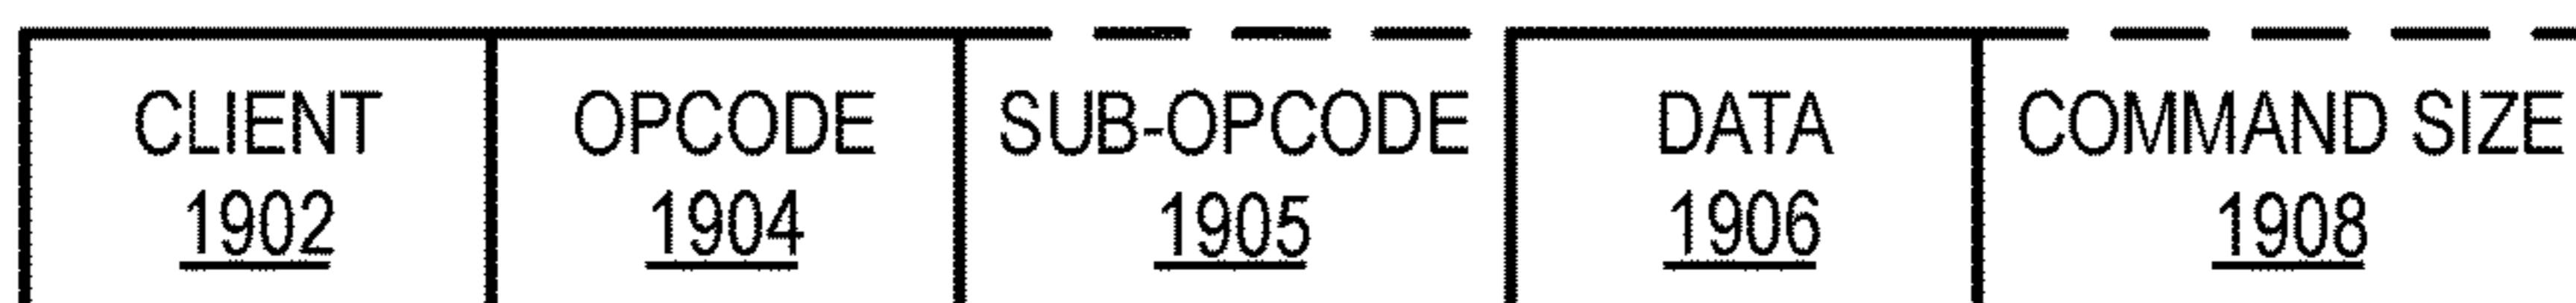 CLIENT OPCODE SUB-OPCODE DATA COMMAND SIZE
1902 1904 1905 1906 1908